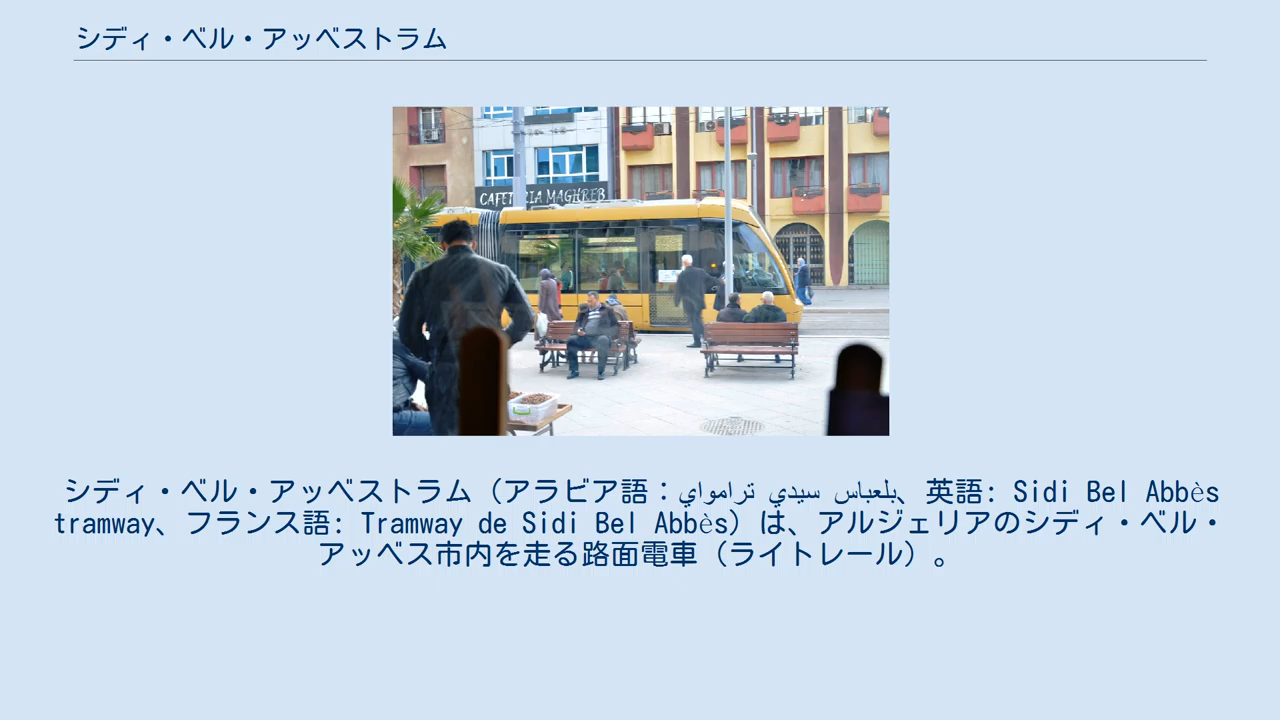 シディ・ベル・アッベストラム
CAFETERIA MAGHREB
シディ・ベル・アッベストラム（アラビア語：ترامواي سيدي بلعباس、英語: Sidi Bel Abbès
tramway、フランス語: Tramway de Sidi Bel Abbès）は、アルジェリアのシディ・ベル・
アッベス市内を走る路面電車（ライトレール）。